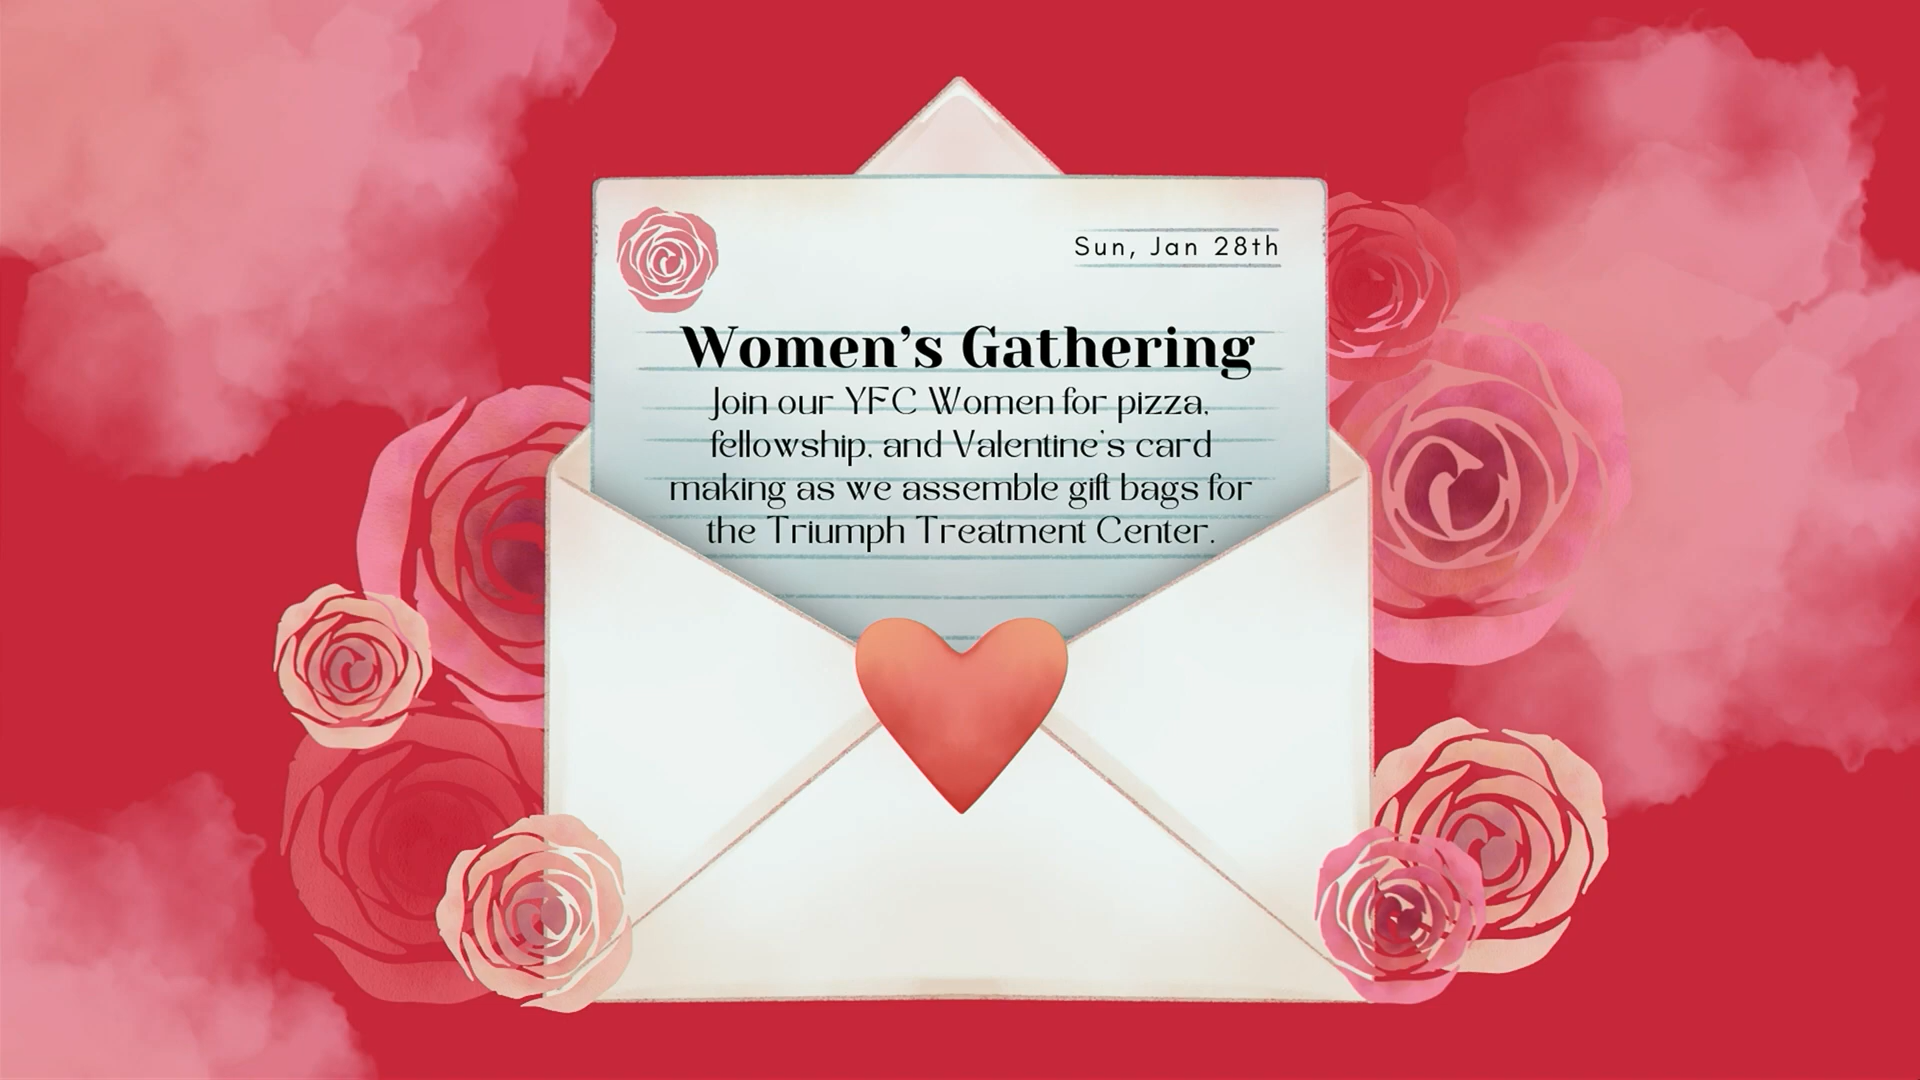 Sun, Jan 28th
Women's Gathering
Join our YFC Women for pizza,
fellowship, and Valentine's card
making as we assemble gift bags for
the Triumph Treatment Center.